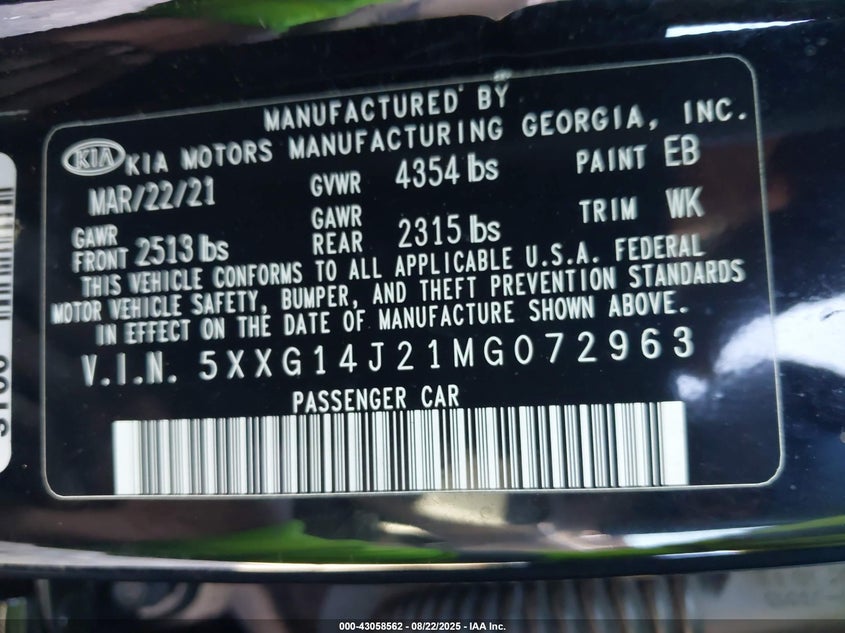 MANUFACTURED BY
KIA KIA MOTORS MANUFACTURING GEORGIA, INC.
MAR/22/21 GVWR 4354 lbs PAINT EB
GAWR FRONT 2513 lbs GAWR REAR 2315 lbs TRIM WK
THIS VEHICLE CONFORMS TO ALL APPLICABLE U.S.A. FEDERAL
MOTOR VEHICLE SAFETY, BUMPER, AND THEFT PREVENTION STANDARDS
IN EFFECT ON THE DATE OF MANUFACTURE SHOWN ABOVE.
V.I.N. 5XXG14J21MG072963
PASSENGER CAR
000-43058562 - 08/22/2025 - IAA Inc.